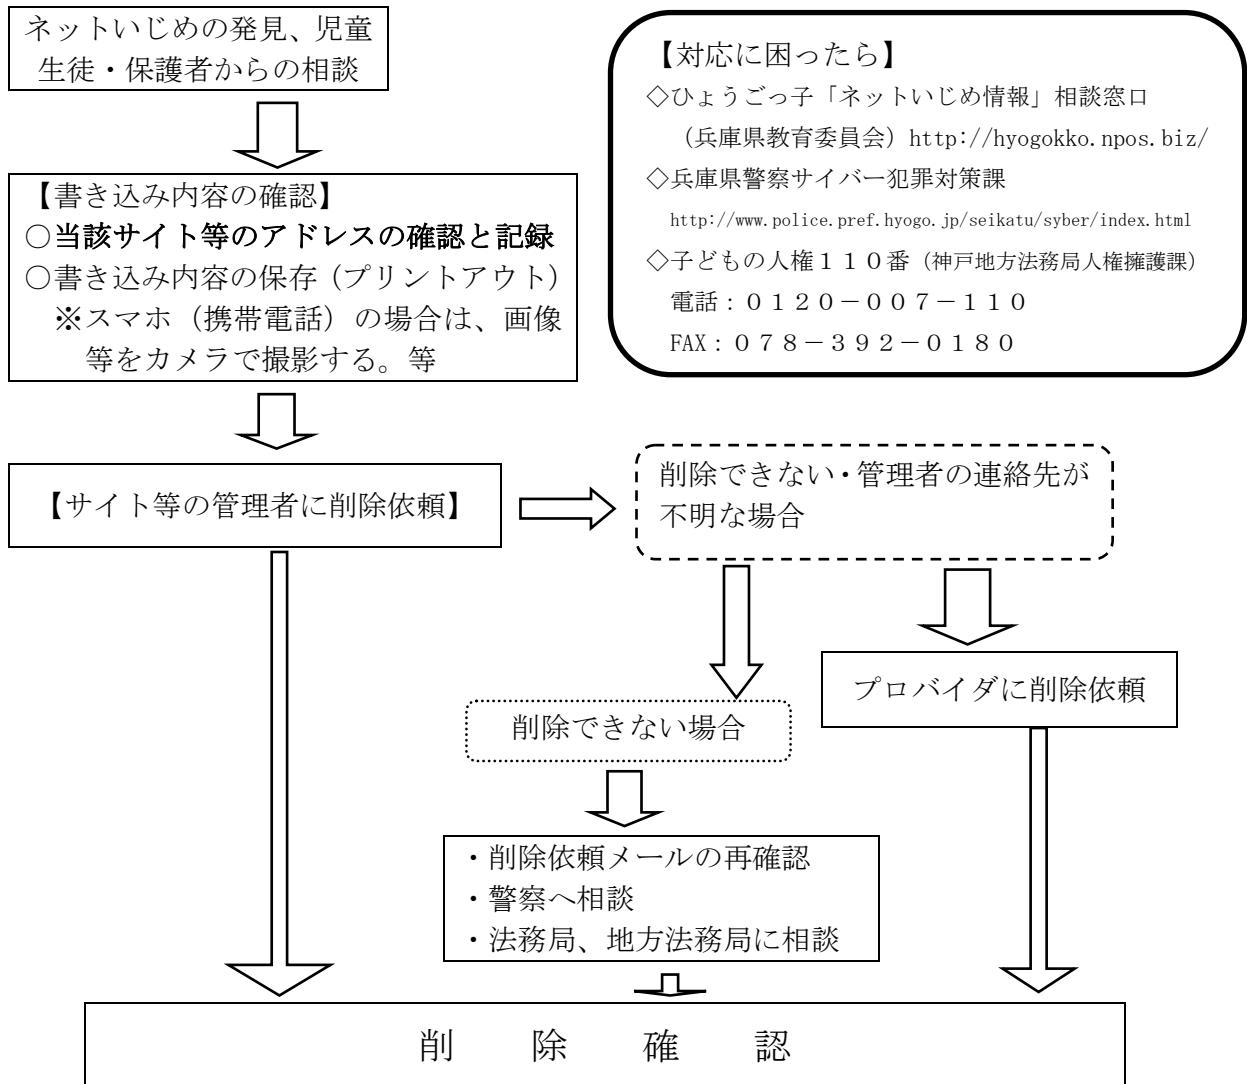 ネットいじめの発見、児童
生徒・保護者からの相談
【書き込み内容の確認】
○当該サイト等のアドレスの確認と記録
○書き込み内容の保存（プリントアウト）
※スマホ（携帯電話）の場合は、画像
等をカメラで撮影する。等
【対応に困ったら】
◇ひょうごっ子「ネットいじめ情報」相談窓口
（兵庫県教育委員会）http://hyogokko.npos.biz/
◇兵庫県警察サイバー犯罪対策課
http://www.police.pref.hyogo.jp/seikatu/syber/index.html
◇子どもの人権１１０番（神戸地方法務局人権擁護課）
電話：０１２０－００７－１１０
FAX：０７８－３９２－０１８０
【サイト等の管理者に削除依頼】
削除できない・管理者の連絡先が
不明な場合
プロバイダに削除依頼
削除できない場合
・削除依頼メールの再確認
・警察へ相談
・法務局、地方法務局に相談
削　除　確　認